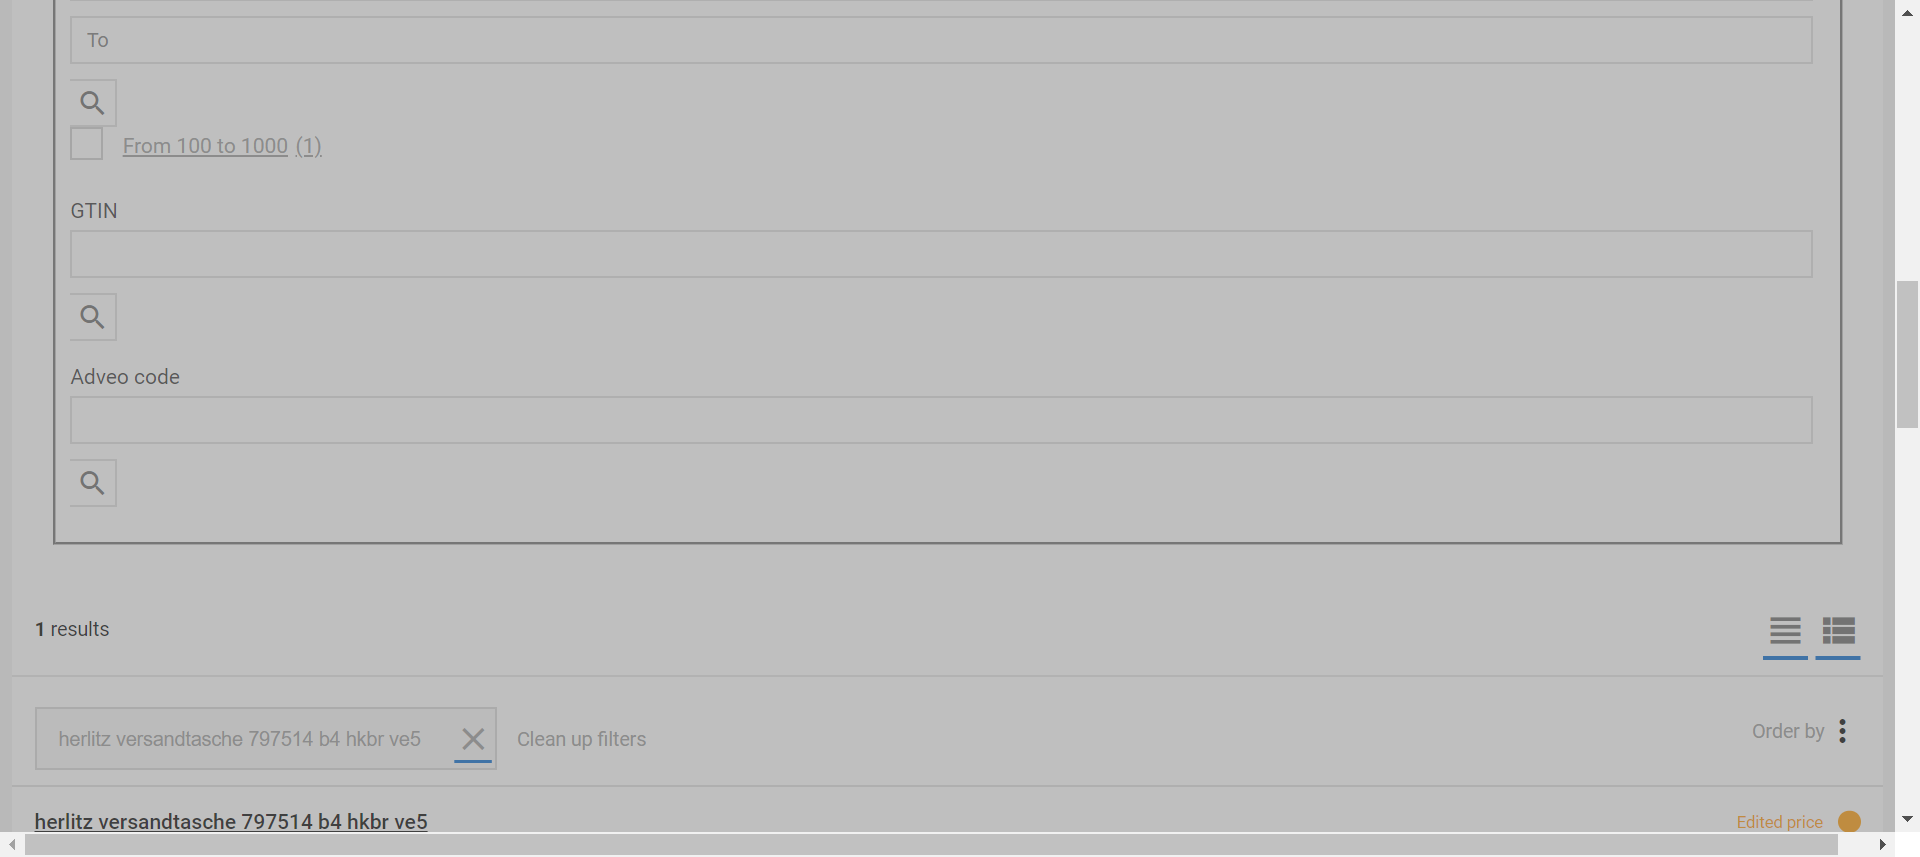 To
From 100 to 1000 (1)
GTIN
Adveo code
1 results
herlitz versandtasche 797514 b4 hkbr ve5
Clean up filters
Order by
herlitz versandtasche 797514 b4 hkbr ve5
Edited price